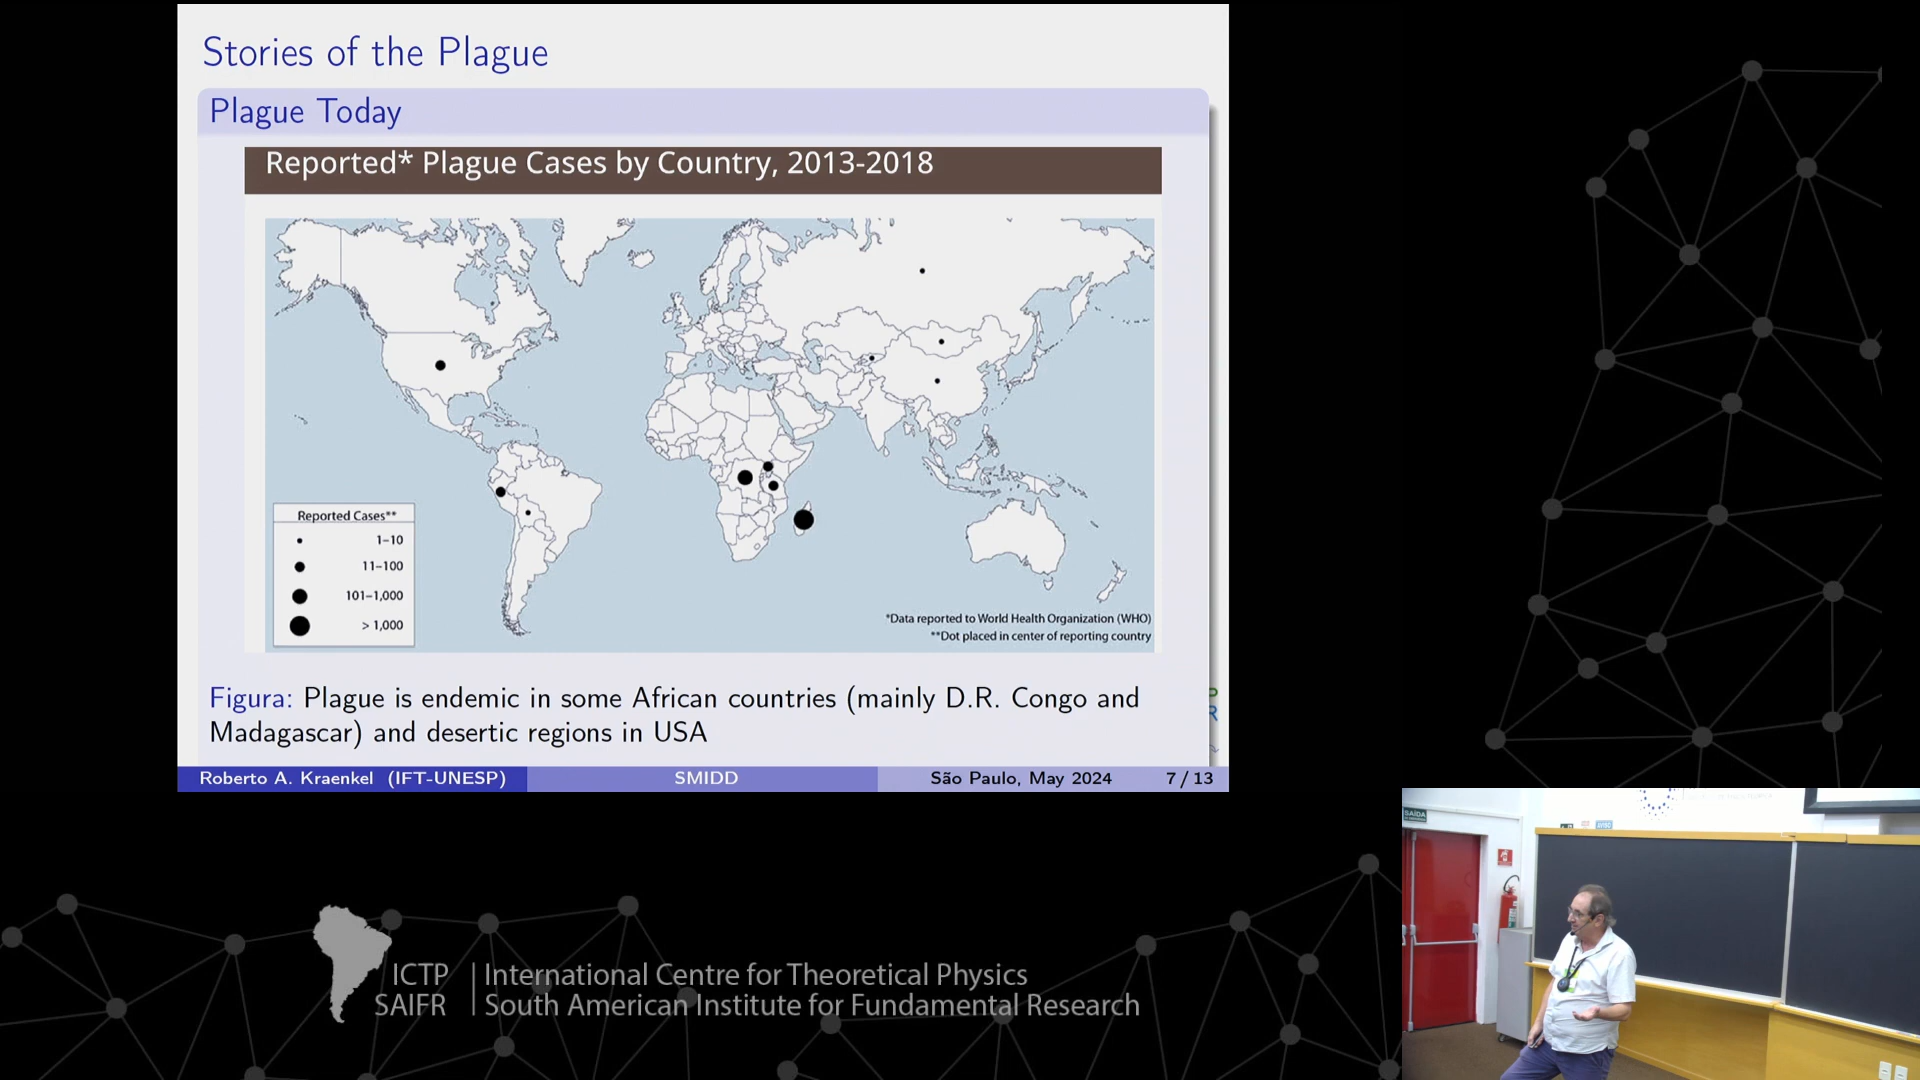 Stories of the Plague
Plague Today
Reported* Plague Cases by Country, 2013-2018
Reported Cases**
1–10
11–100
101–1,000
> 1,000
*Data reported to World Health Organization (WHO)
**Dot placed in center of reporting country
Figura: Plague is endemic in some African countries (mainly D.R. Congo and
Madagascar) and desertic regions in USA
Roberto A. Kraenkel (IFT-UNESP) SMIDD São Paulo, May 2024 7 / 13
SAÍDA
ICTP International Centre for Theoretical Physics
SAIFR South American Institute for Fundamental Research